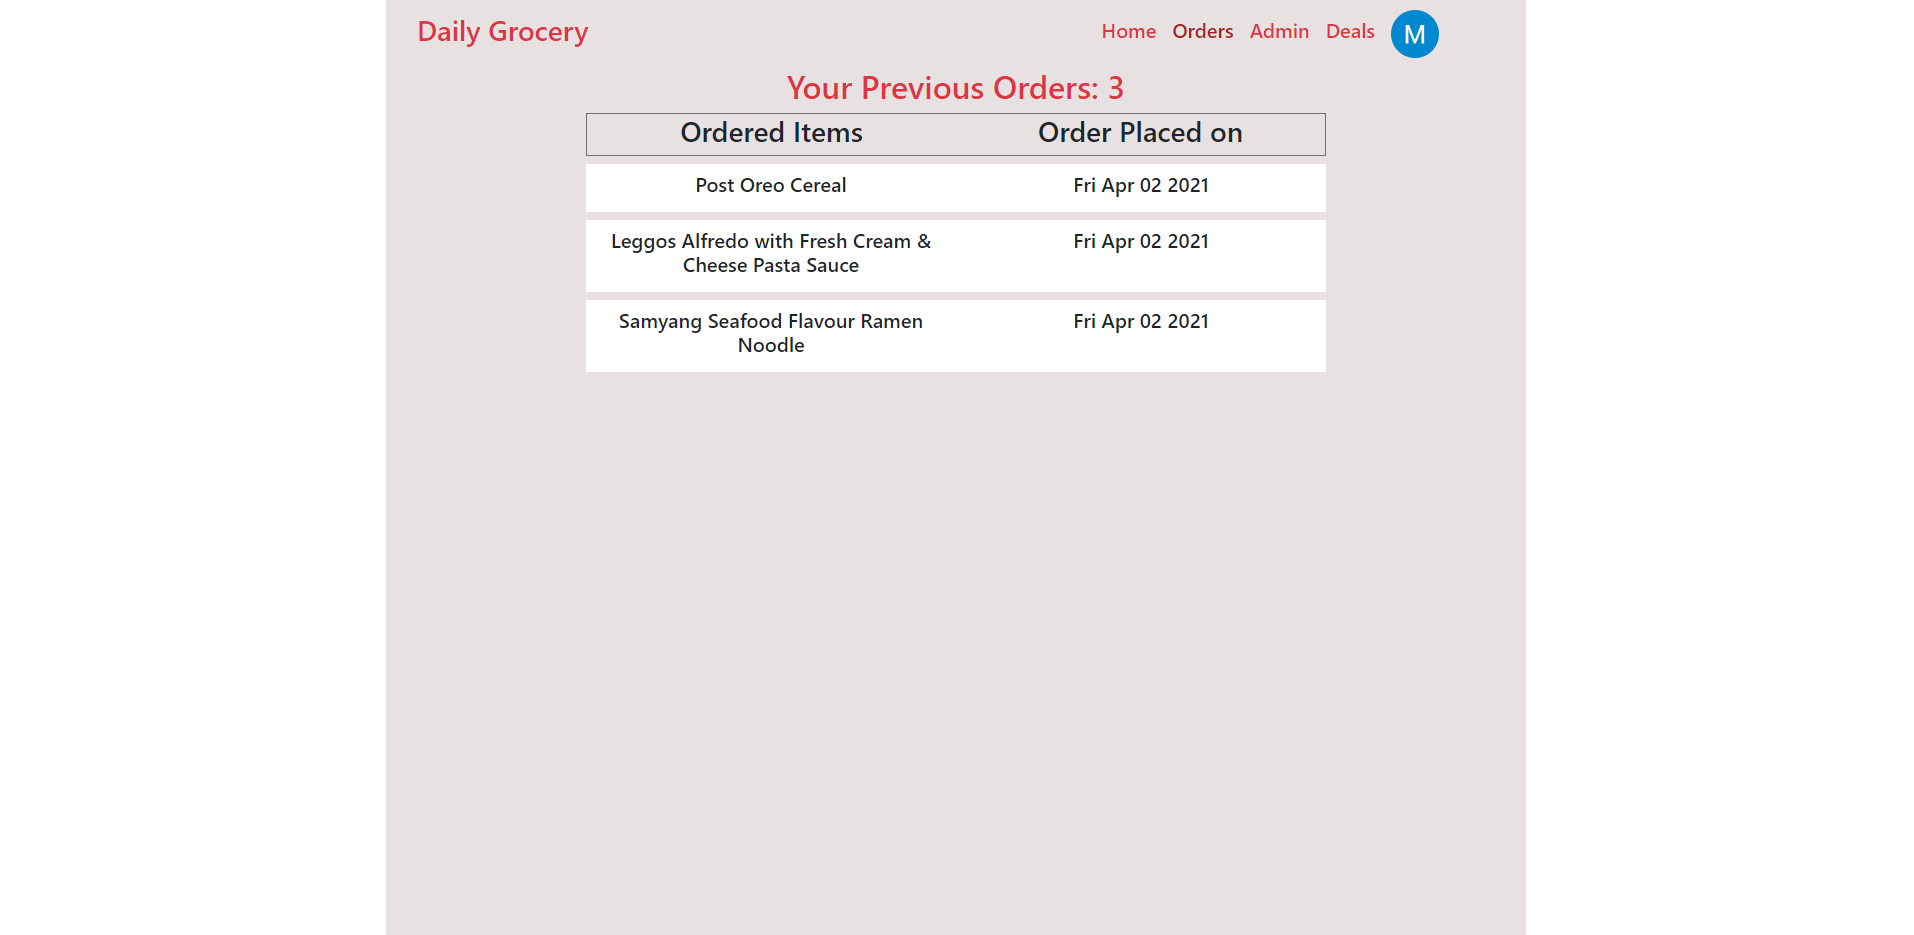 Daily Grocery
Home Orders Admin Deals M
Your Previous Orders: 3
Ordered Items Order Placed on
Post Oreo Cereal Fri Apr 02 2021
Leggos Alfredo with Fresh Cream & Fri Apr 02 2021
Cheese Pasta Sauce
Samyang Seafood Flavour Ramen Fri Apr 02 2021
Noodle